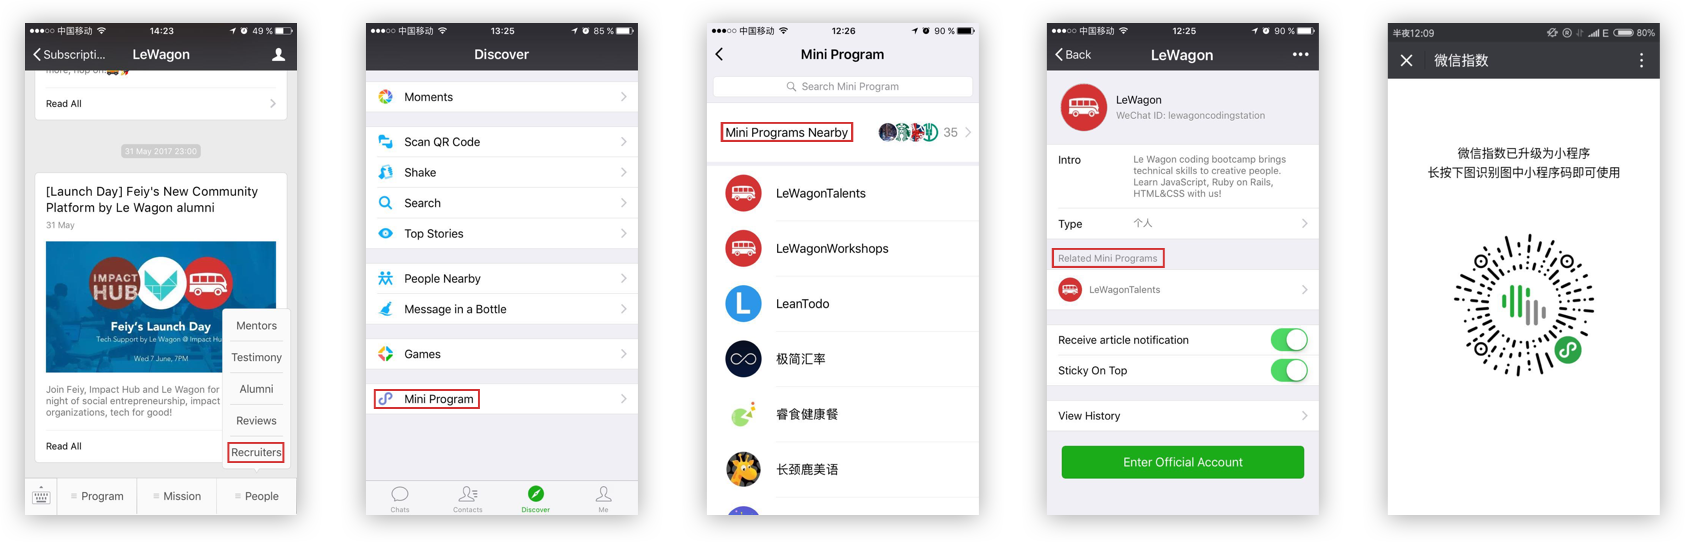 中国移动 14:23 49%
Subscripti... LeWagon
more, hop on!
Read All
31 May 2017 23:00
[Launch Day] Feiy's New Community
Platform by Le Wagon alumni
31 May
IMPACT
HUB
Feiy's Launch Day
Tech Support by Le Wagon @ Impact Hu
Wed 7 June, 7PM
Join Feiy, Impact Hub and Le Wagon for
night of social entrepreneurship, impact
organizations, tech for good!
Read All
Mentors
Testimony
Alumni
Reviews
Recruiters
Program Mission People
中国移动 13:25 85%
Discover
Moments
Scan QR Code
Shake
Search
Top Stories
People Nearby
Message in a Bottle
Games
Mini Program
Chats Contacts Discover Me
中国移动 12:26 90%
Mini Program
Search Mini Program
Mini Programs Nearby 35
LeWagonTalents
LeWagonWorkshops
L LeanTodo
极简汇率
睿食健康餐
长颈鹿美语
中国移动 12:25 90%
Back LeWagon
LeWagon
WeChat ID: lewagoncodingstation
Intro Le Wagon coding bootcamp brings
technical skills to creative people.
Learn JavaScript, Ruby on Rails,
HTML&CSS with us!
Type 个人
Related Mini Programs
LeWagonTalents
Receive article notification
Sticky On Top
View History
Enter Official Account
半夜12:09 E 80%
微信指数
微信指数已升级为小程序
长按下图识别图中小程序码即可使用